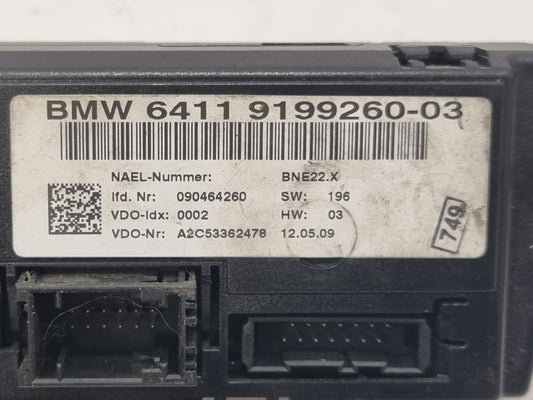 BMW 6411 9199260-03
NAEL-Nummer: BNE22.X
lfd. Nr: 090464260 SW: 196
VDO-Idx: 0002 HW: 03
VDO-Nr: A2C53362478 12.05.09
749